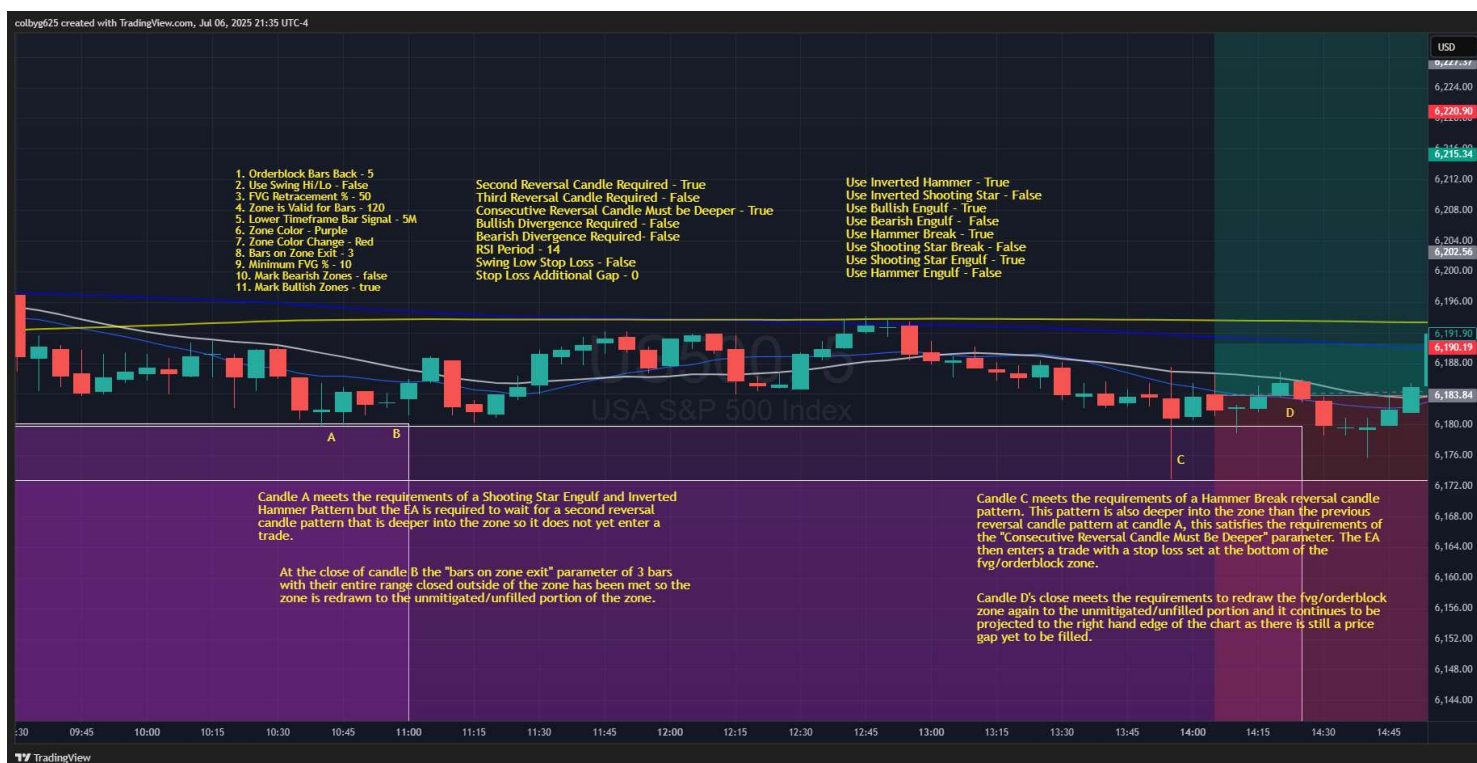 colbyg625 created with TradingView.com, Jul 06, 2025 21:35 UTC-4
USD
6,227.37
6,224.00
6,220.90
6,215.34
6,212.00
6,208.00
6,204.00
6,202.56
6,200.00
6,196.00
6,191.90
6,190.19
6,188.00
6,183.84
6,180.00
6,176.00
6,172.00
6,168.00
6,164.00
6,160.00
6,156.00
6,152.00
6,148.00
6,144.00
1. Orderblock Bars Back - 5
2. Use Swing Hi/Lo - False
3. FVG Retracement % - 50
4. Zone is Valid for Bars - 120
5. Lower Timeframe Bar Signal - 5M
6. Zone Color - Purple
7. Zone Color Change - Red
8. Bars on Zone Exit - 3
9. Minimum FVG % - 10
10. Mark Bearish Zones - false
11. Mark Bullish Zones - true
Second Reversal Candle Required - True
Third Reversal Candle Required - False
Consecutive Reversal Candle Must be Deeper - True
Bullish Divergence Required - False
Bearish Divergence Required- False
RSI Period - 14
Swing Low Stop Loss - False
Stop Loss Additional Gap - 0
Use Inverted Hammer - True
Use Inverted Shooting Star - False
Use Bullish Engulf - True
Use Bearish Engulf - False
Use Hammer Break - True
Use Shooting Star Break - False
Use Shooting Star Engulf - True
Use Hammer Engulf - False
USA S&P 500 Index
A
B
C
D
Candle A meets the requirements of a Shooting Star Engulf and Inverted
Hammer Pattern but the EA is required to wait for a second reversal
candle pattern that is deeper into the zone so it does not yet enter a
trade.
At the close of candle B the "bars on zone exit" parameter of 3 bars
with their entire range closed outside of the zone has been met so the
zone is redrawn to the unmitigated/unfilled portion of the zone.
Candle C meets the requirements of a Hammer Break reversal candle
pattern. This pattern is also deeper into the zone than the previous
reversal candle pattern at candle A, this satisfies the requirements of
the "Consecutive Reversal Candle Must Be Deeper" parameter. The EA
then enters a trade with a stop loss set at the bottom of the
fvg/orderblock zone.
Candle D's close meets the requirements to redraw the fvg/orderblock
zone again to the unmitigated/unfilled portion and it continues to be
projected to the right hand edge of the chart as there is still a price
gap yet to be filled.
:30 09:45 10:00 10:15 10:30 10:45 11:00 11:15 11:30 11:45 12:00 12:15 12:30 12:45 13:00 13:15 13:30 13:45 14:00 14:15 14:30 14:45
TradingView